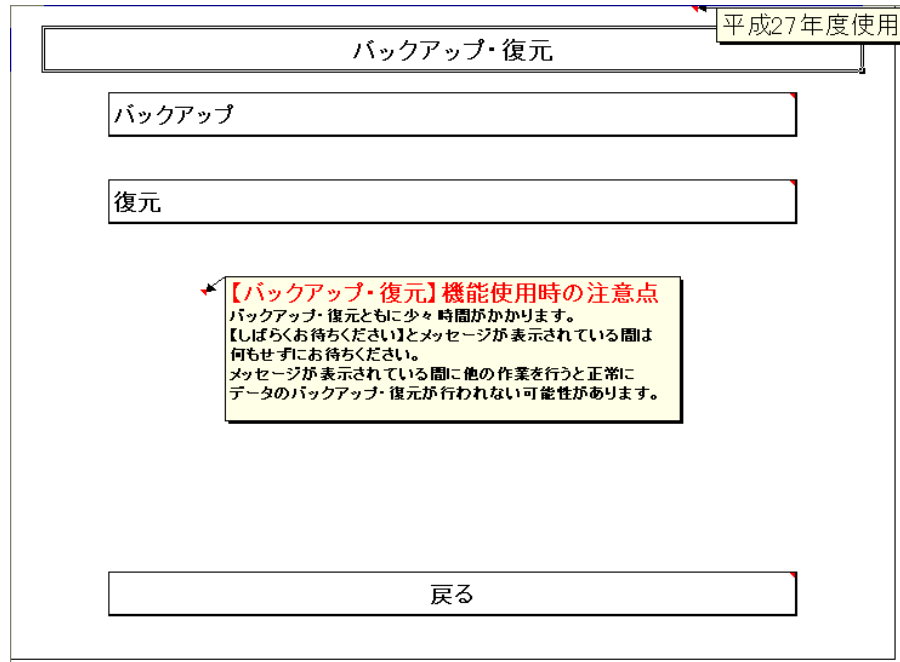 平成27年度使用
バックアップ・復元
バックアップ
復元
【バックアップ・復元】機能使用時の注意点
バックアップ・復元ともに少々時間がかかります。
【しばらくお待ちください】とメッセージが表示されている間は
何もせずにお待ちください。
メッセージが表示されている間に他の作業を行うと正常に
データのバックアップ・復元が行われない可能性があります。
戻る